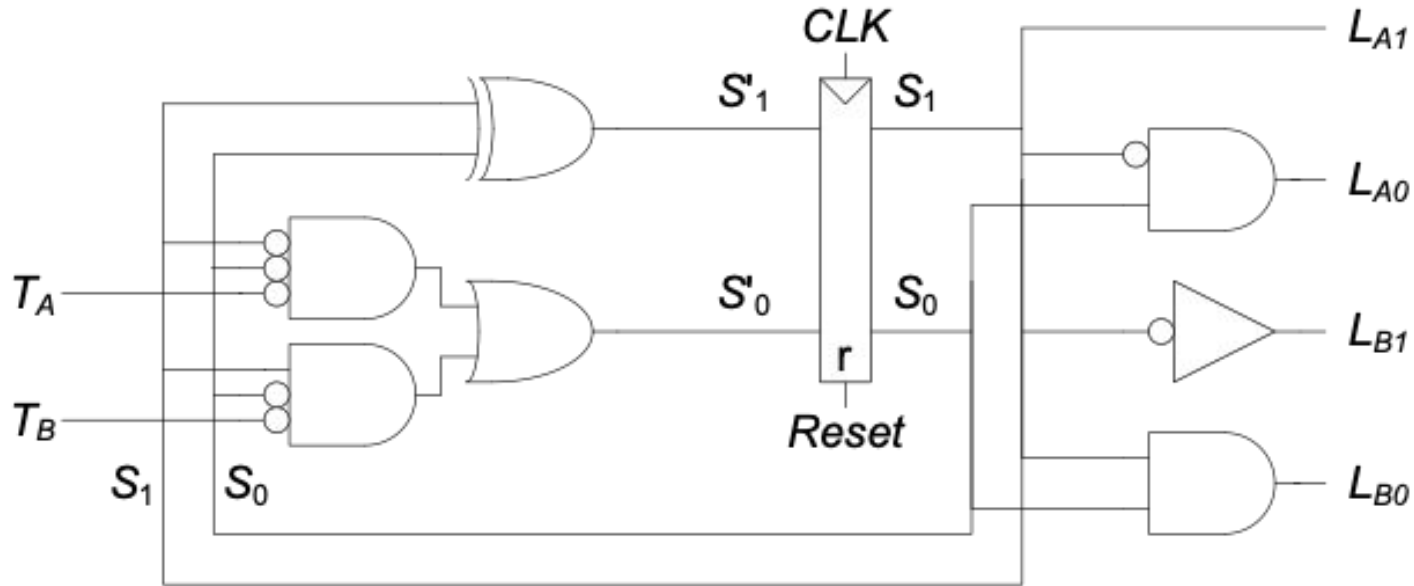 CLK
L_A1
S'_1
S_1
L_A0
T_A
S'_0
S_0
L_B1
r
T_B
Reset
S_1
S_0
L_B0